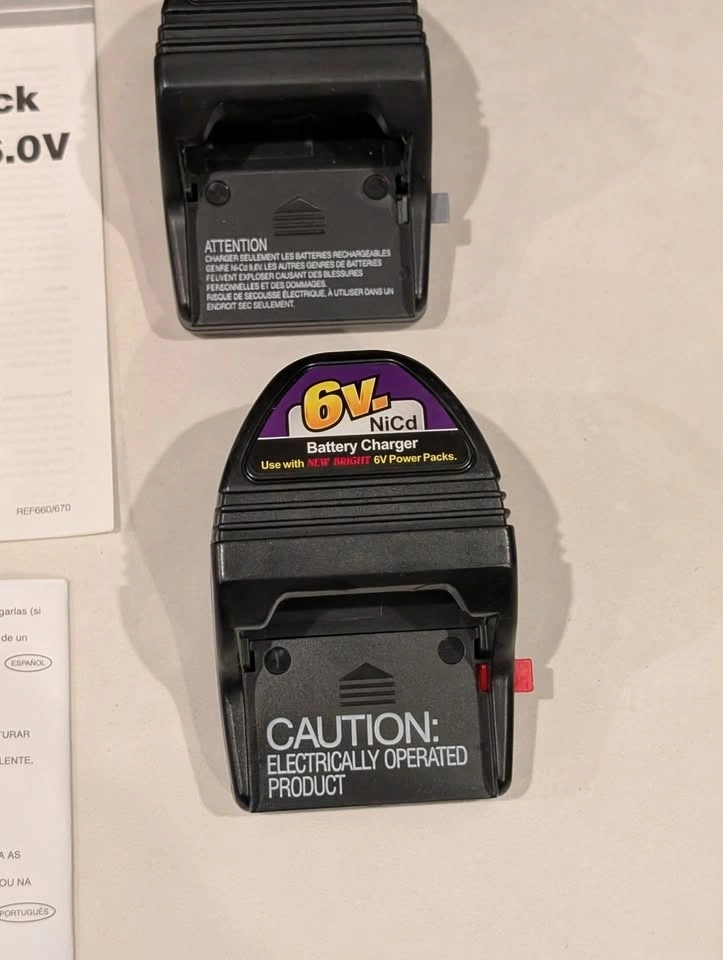 ck
6.0V
REF660/670
ATTENTION
CHARGER SEULEMENT LES BATTERIES RECHARGEABLES
GENRE Ni-Cd 9,6V. LES AUTRES GENRES DE BATTERIES
PEUVENT EXPLOSER CAUSANT DES BLESSURES
PERSONNELLES ET DES DOMMAGES.
RISQUE DE SECOUSSE ÉLECTRIQUE, À UTILISER DANS UN
ENDROIT SEC SEULEMENT.
6V.
NiCd
Battery Charger
Use with NEW BRIGHT 6V Power Packs.
CAUTION:
ELECTRICALLY OPERATED
PRODUCT
garlas (si
de un
ESPAÑOL
TURAR
LENTE,
A AS
OU NA
PORTUGUÊS